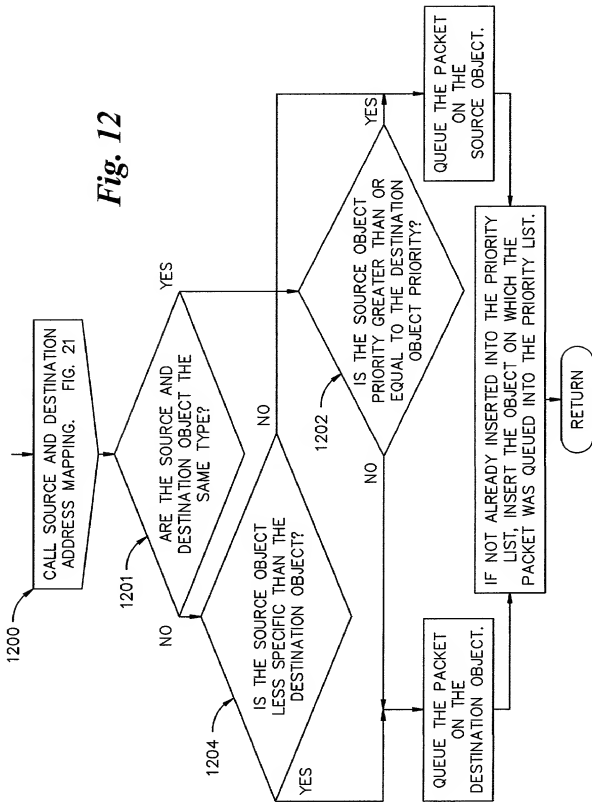 Fig. 12
1200
CALL SOURCE AND DESTINATION
ADDRESS MAPPING. FIG. 21
1201
ARE THE SOURCE AND
DESTINATION OBJECT THE
SAME TYPE?
YES
NO
1204
IS THE SOURCE OBJECT
LESS SPECIFIC THAN THE
DESTINATION OBJECT?
NO
YES
1202
IS THE SOURCE OBJECT
PRIORITY GREATER THAN OR
EQUAL TO THE DESTINATION
OBJECT PRIORITY?
NO
YES
QUEUE THE PACKET
ON THE
DESTINATION OBJECT.
QUEUE THE PACKET
ON THE
SOURCE OBJECT.
IF NOT ALREADY INSERTED INTO THE PRIORITY
LIST, INSERT THE OBJECT ON WHICH THE
PACKET WAS QUEUED INTO THE PRIORITY LIST.
RETURN